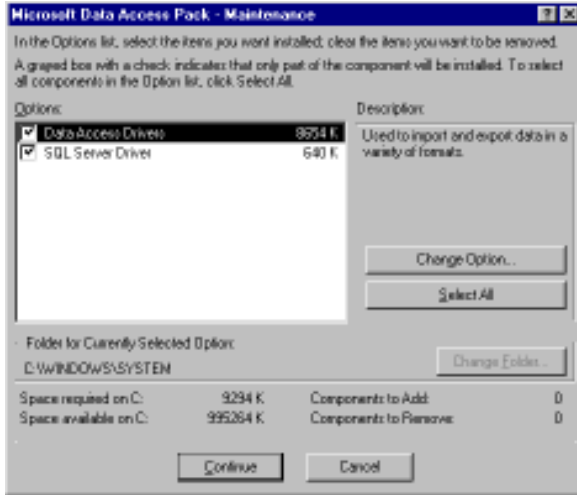 Microsoft Data Access Pack - Maintenance
In the Options list, select the items you want installed; clear the items you want to be removed.
A grayed box with a check indicates that only part of the component will be installed. To select
all components in the Option list, click Select All.
Options:
Description:
Data Access Drivers 8654 K
SQL Server Driver 640 K
Used to import and export data in a
variety of formats.
Change Option...
Select All
Folder for Currently Selected Option:
C:\WINDOWS\SYSTEM
Change Folder...
Space required on C: 9294 K
Components to Add: 0
Space available on C: 995264 K
Components to Remove: 0
Continue
Cancel